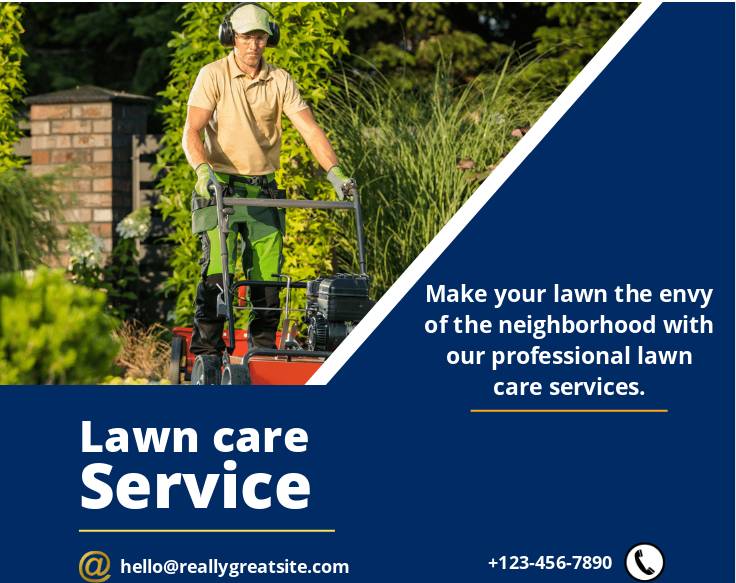 Make your lawn the envy
of the neighborhood with
our professional lawn
care services.
Lawn care
Service
@ hello@reallygreatsite.com
+123-456-7890